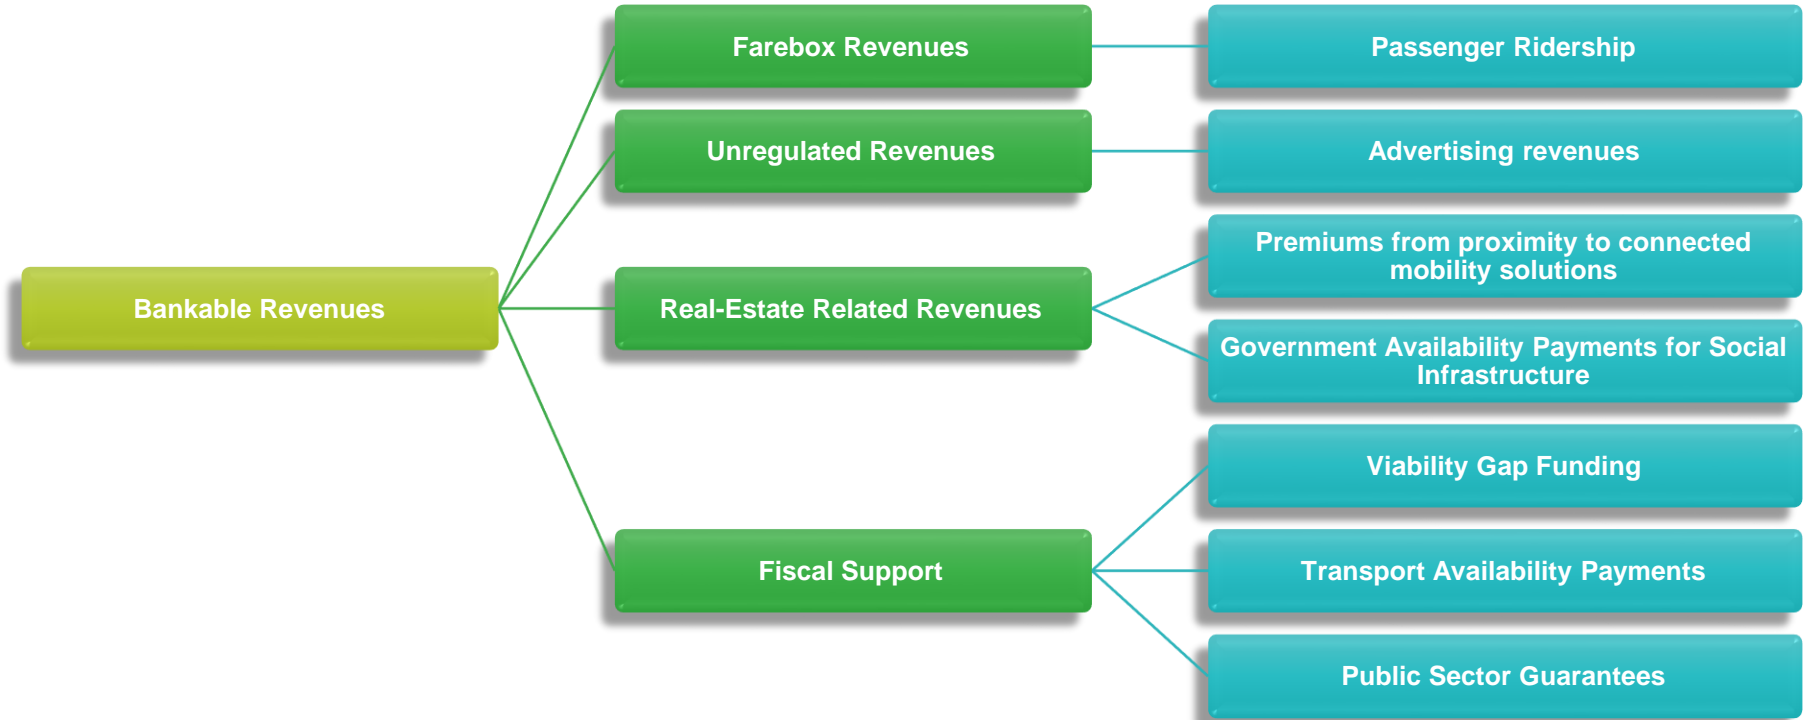 Farebox Revenues
Passenger Ridership
Unregulated Revenues
Advertising revenues
Premiums from proximity to connected
mobility solutions
Bankable Revenues
Real-Estate Related Revenues
Government Availability Payments for Social
Infrastructure
Viability Gap Funding
Fiscal Support
Transport Availability Payments
Public Sector Guarantees